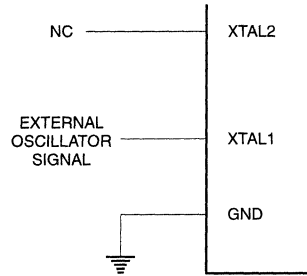 NC
XTAL2
EXTERNAL
OSCILLATOR
SIGNAL
XTAL1
GND